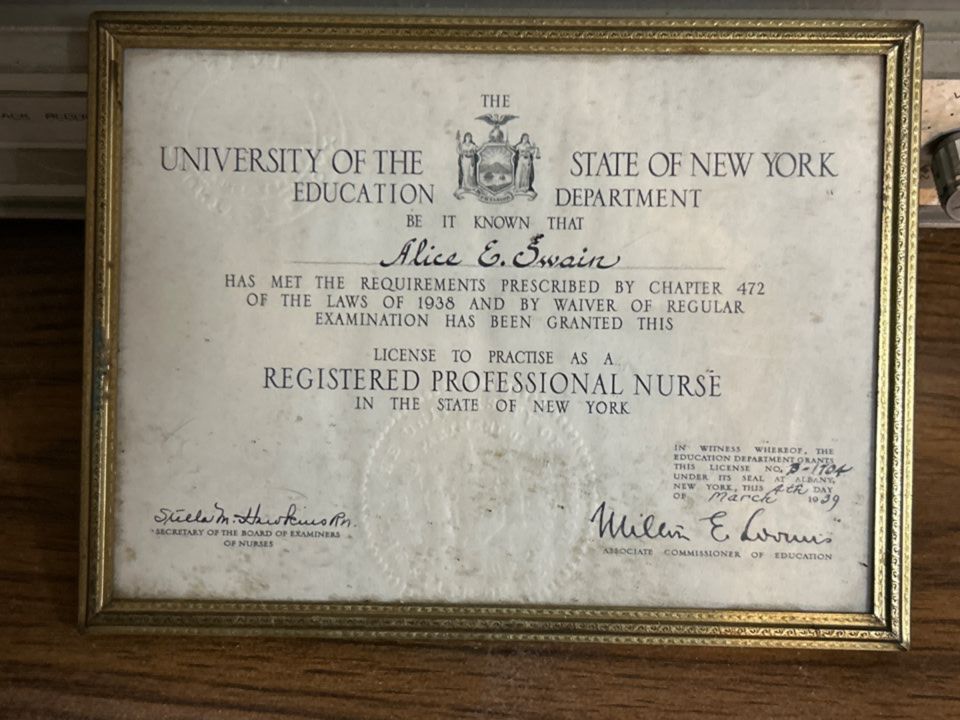 THE
UNIVERSITY OF THE STATE OF NEW YORK
EDUCATION DEPARTMENT
BE IT KNOWN THAT
Alice E. Swain
HAS MET THE REQUIREMENTS PRESCRIBED BY CHAPTER 472
OF THE LAWS OF 1938 AND BY WAIVER OF REGULAR
EXAMINATION HAS BEEN GRANTED THIS
LICENSE TO PRACTISE AS A
REGISTERED PROFESSIONAL NURSE
IN THE STATE OF NEW YORK
IN WITNESS WHEREOF, THE
EDUCATION DEPARTMENT GRANTS
THIS LICENSE NO. B-1704
UNDER ITS SEAL AT ALBANY,
NEW YORK, THIS 4th DAY
OF March 1939
Stella M. Hawkins R.n.
SECRETARY OF THE BOARD OF EXAMINERS
OF NURSES
E Loomis
ASSOCIATE COMMISSIONER OF EDUCATION